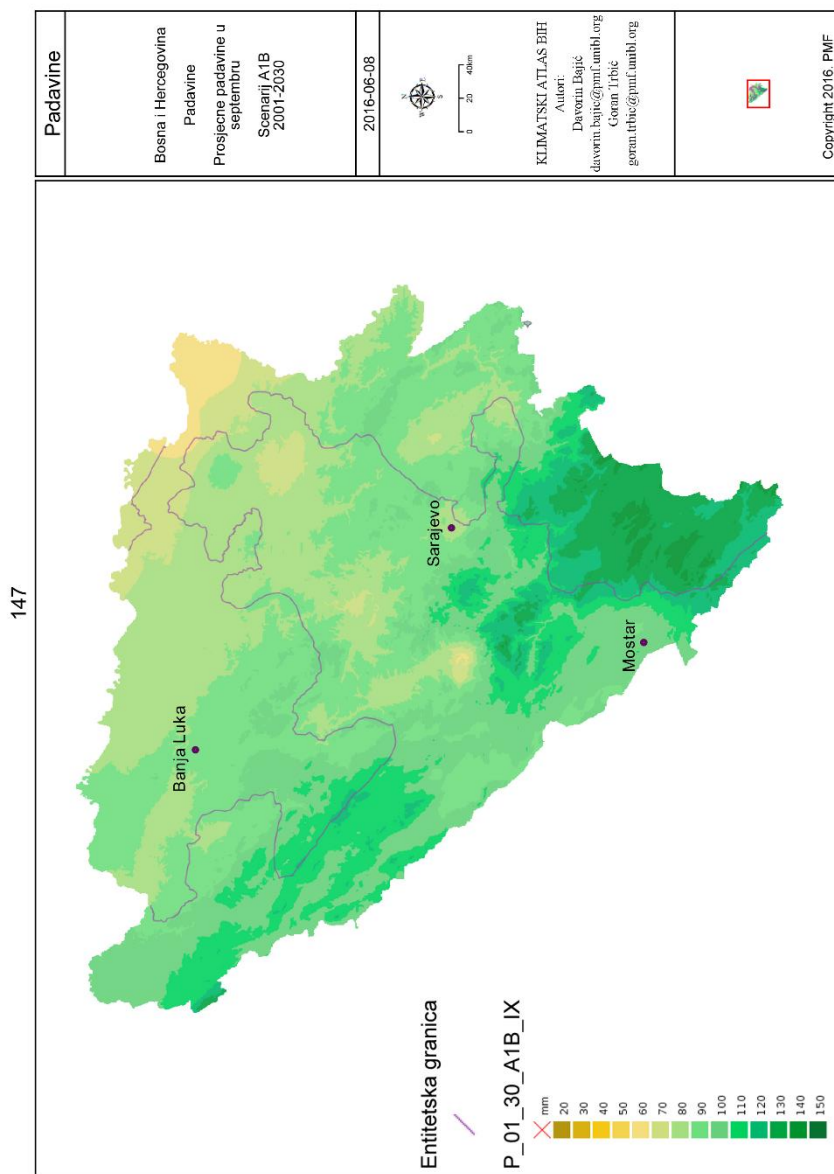 147
Padavine
Bosna i Hercegovina
Padavine
Prosjecne padavine u
septembru
Scenarij A1B
2001-2030
2016-06-08
N
W
E
S
0 20 40km
KLIMATSKI ATLAS BIH
Autori:
Davorin Bajić
davorin.bajic@pmf.unibl.org
Goran Trbić
goran.trbic@pmf.unibl.org
Copyright 2016. PMF
Banja Luka
Sarajevo
Mostar
Entitetska granica
P_01_30_A1B_IX
mm
20
30
40
50
60
70
80
90
100
110
120
130
140
150